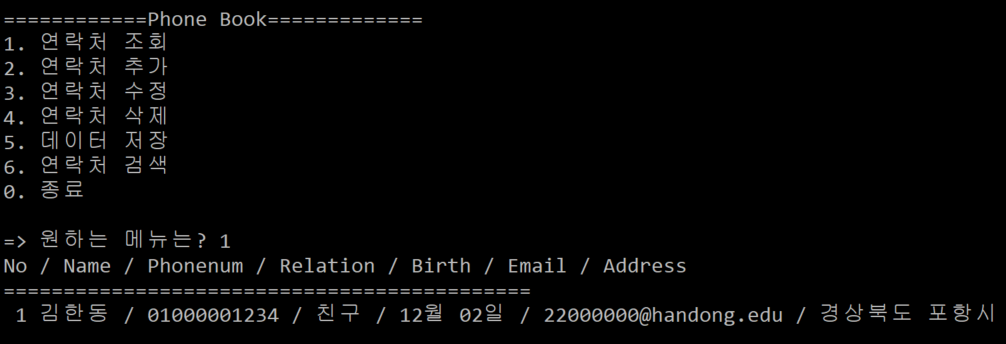 ============Phone Book=============
1. 연락처 조회
2. 연락처 추가
3. 연락처 수정
4. 연락처 삭제
5. 데이터 저장
6. 연락처 검색
0. 종료
=> 원하는 메뉴는? 1
No / Name / Phonenum / Relation / Birth / Email / Address
============================================
1 김한동 / 01000001234 / 친구 / 12월 02일 / 22000000@handong.edu / 경상북도 포항시